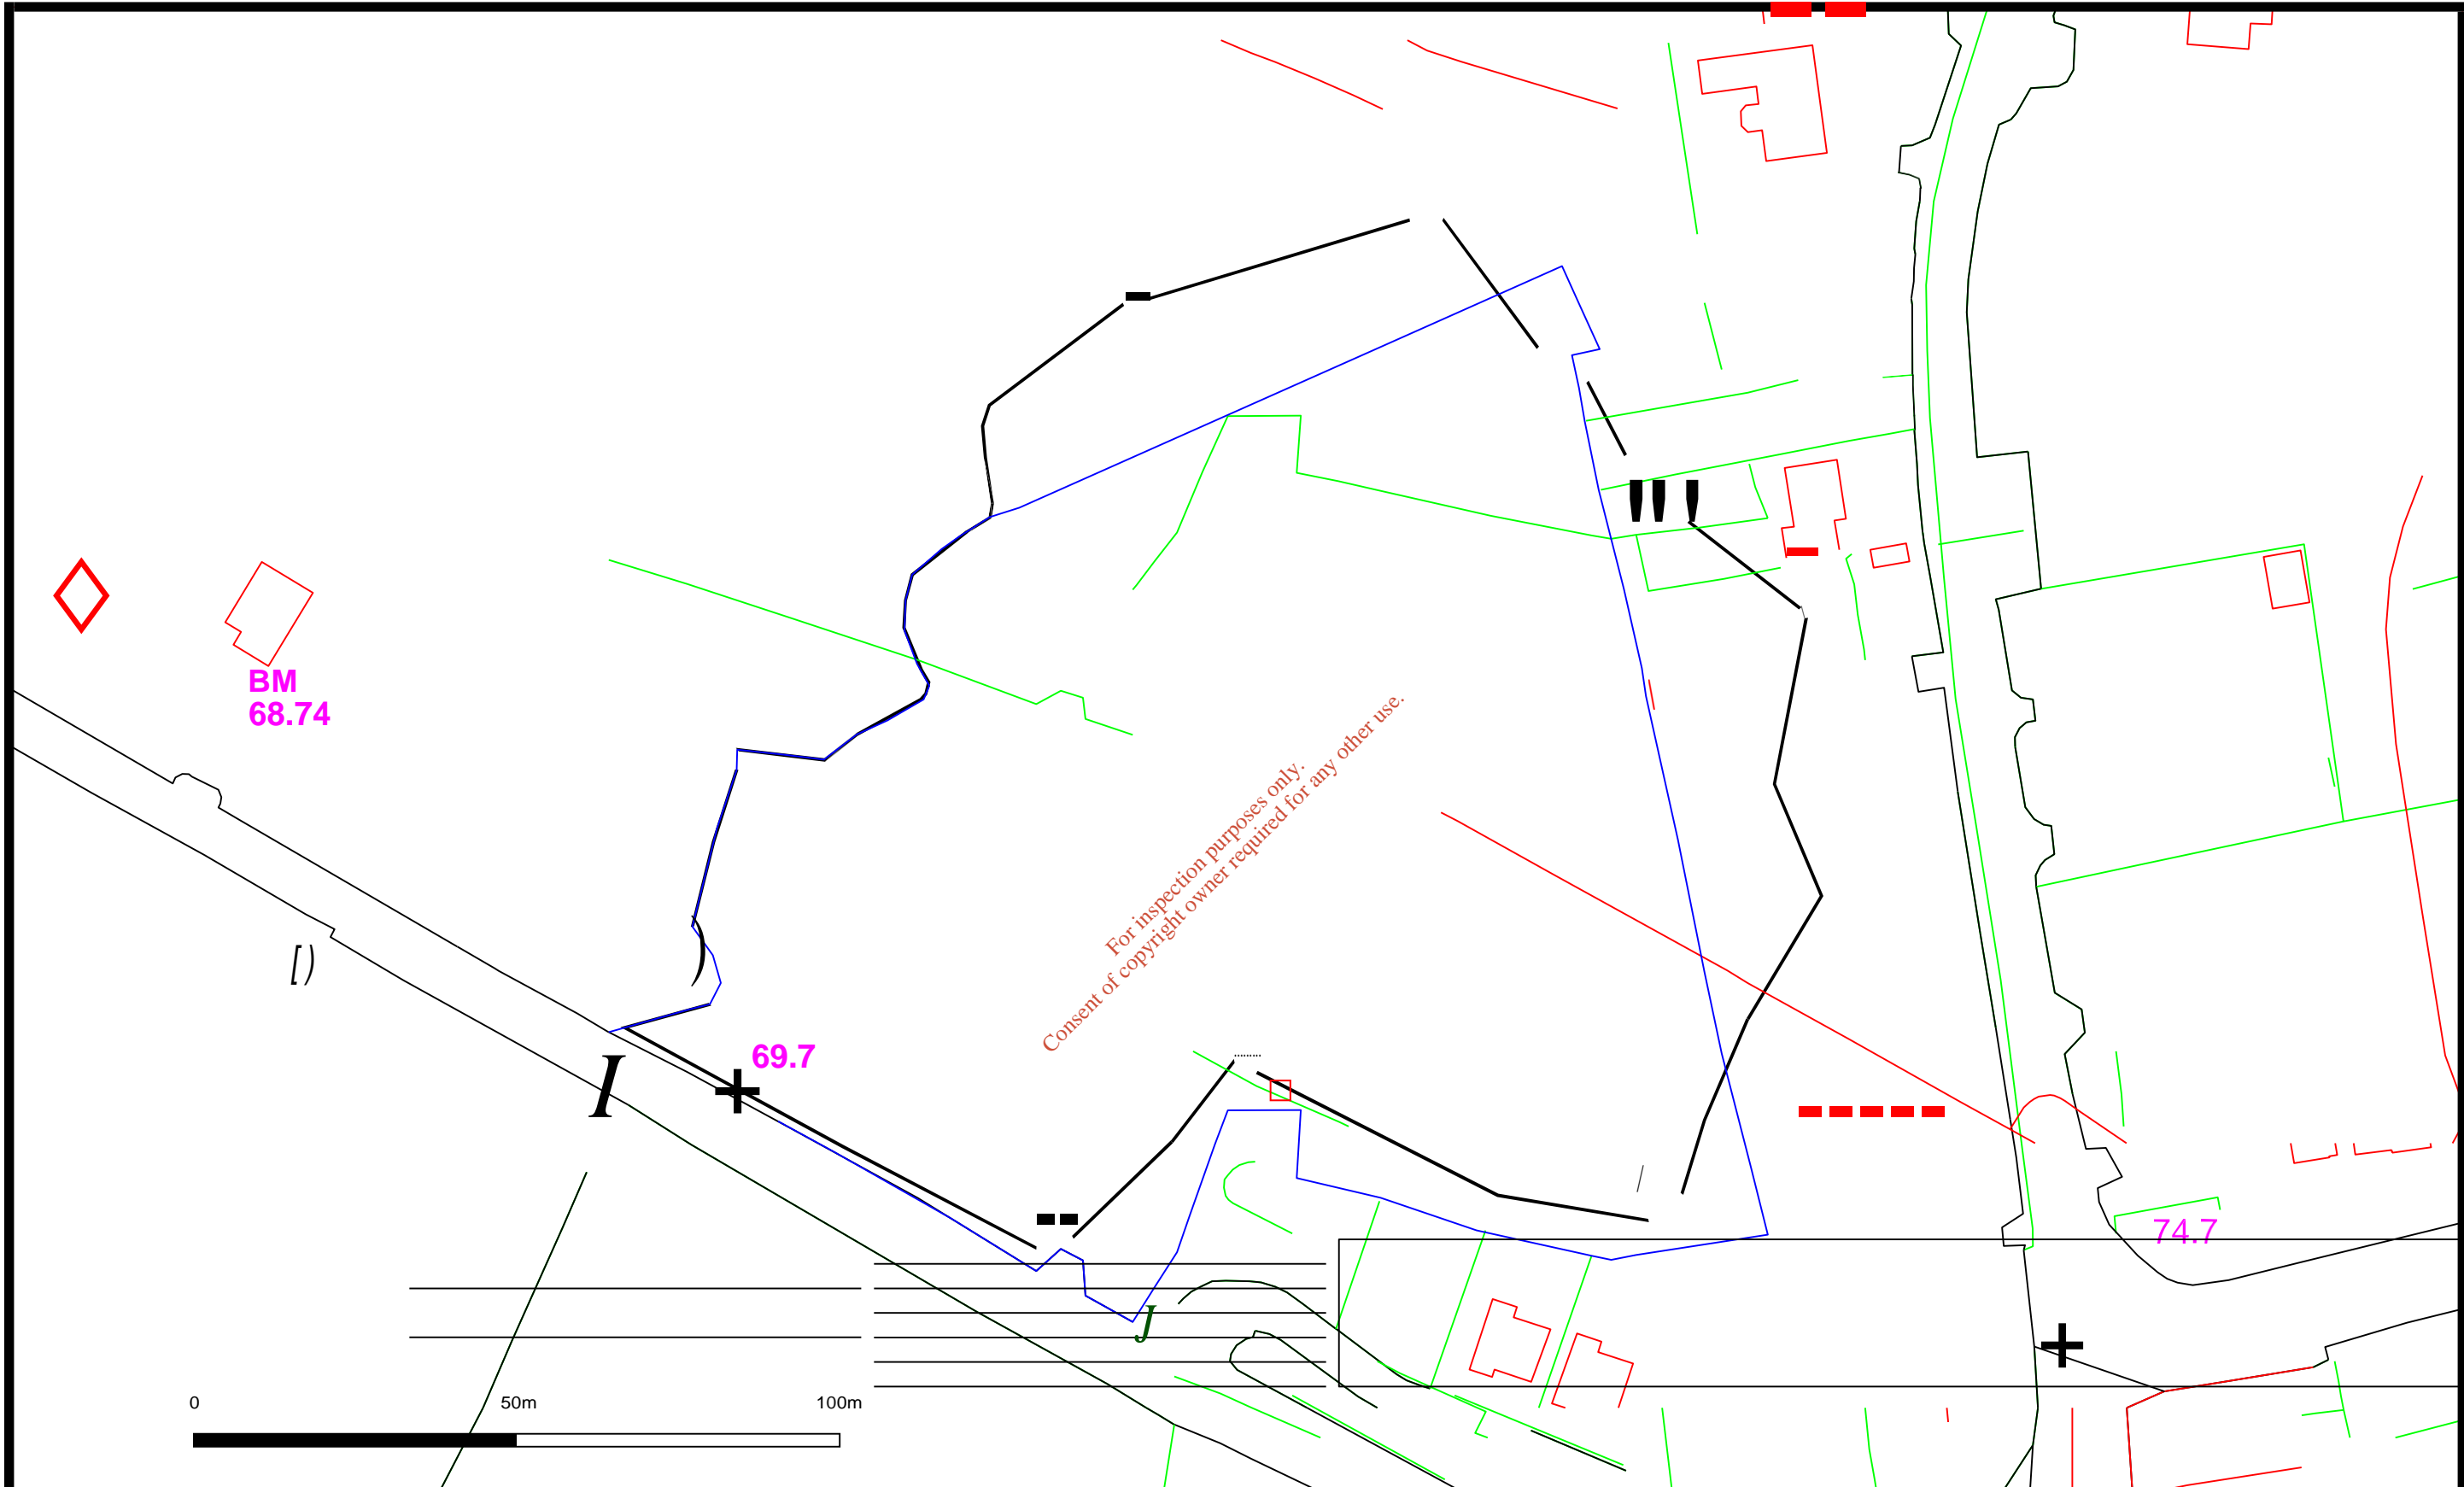 BM
68.74
For inspection purposes only.
Consent of copyright owner required for any other use.
[)
)
I
69.7
74.7
J
0 50m 100m